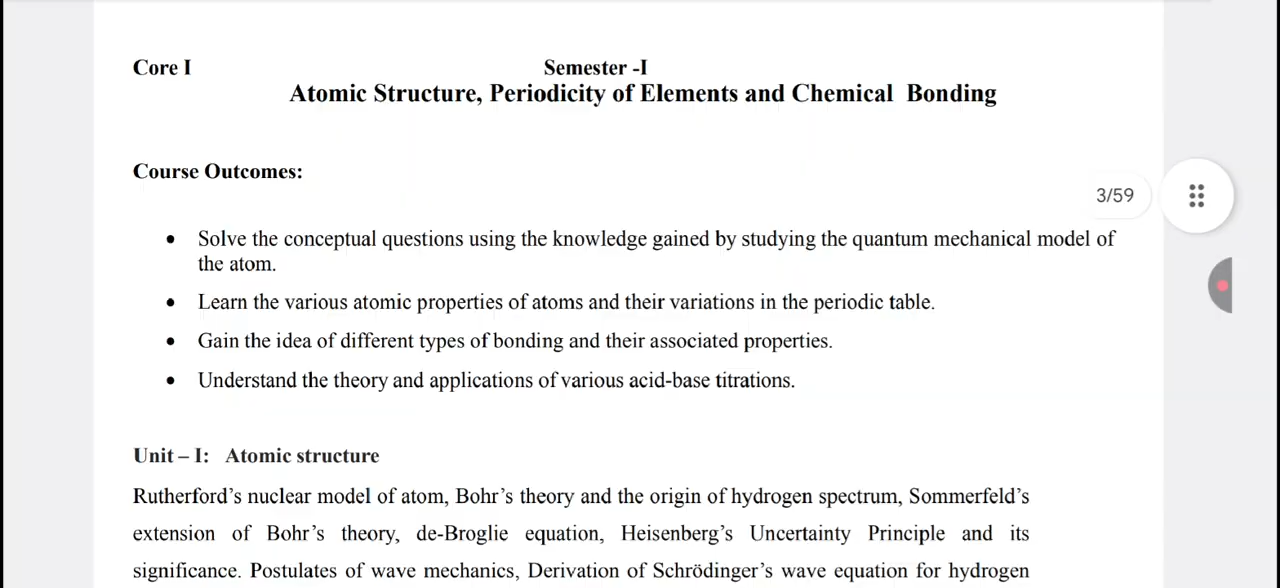 Core I Semester -I
Atomic Structure, Periodicity of Elements and Chemical Bonding
Course Outcomes:
3/59
• Solve the conceptual questions using the knowledge gained by studying the quantum mechanical model of
the atom.
• Learn the various atomic properties of atoms and their variations in the periodic table.
• Gain the idea of different types of bonding and their associated properties.
• Understand the theory and applications of various acid-base titrations.
Unit – I: Atomic structure
Rutherford's nuclear model of atom, Bohr's theory and the origin of hydrogen spectrum, Sommerfeld's
extension of Bohr's theory, de-Broglie equation, Heisenberg's Uncertainty Principle and its
significance. Postulates of wave mechanics, Derivation of Schrödinger's wave equation for hydrogen